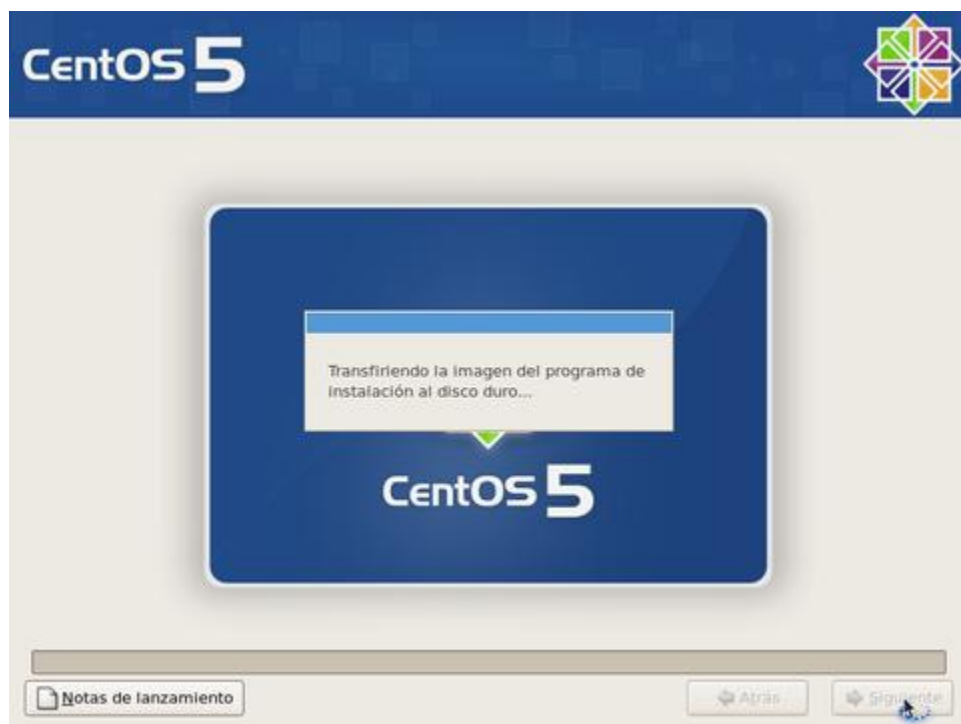 CentOS 5
Transfiriendo la imagen del programa de
instalación al disco duro...
CentOS 5
Notas de lanzamiento
Atrás
Siguiente